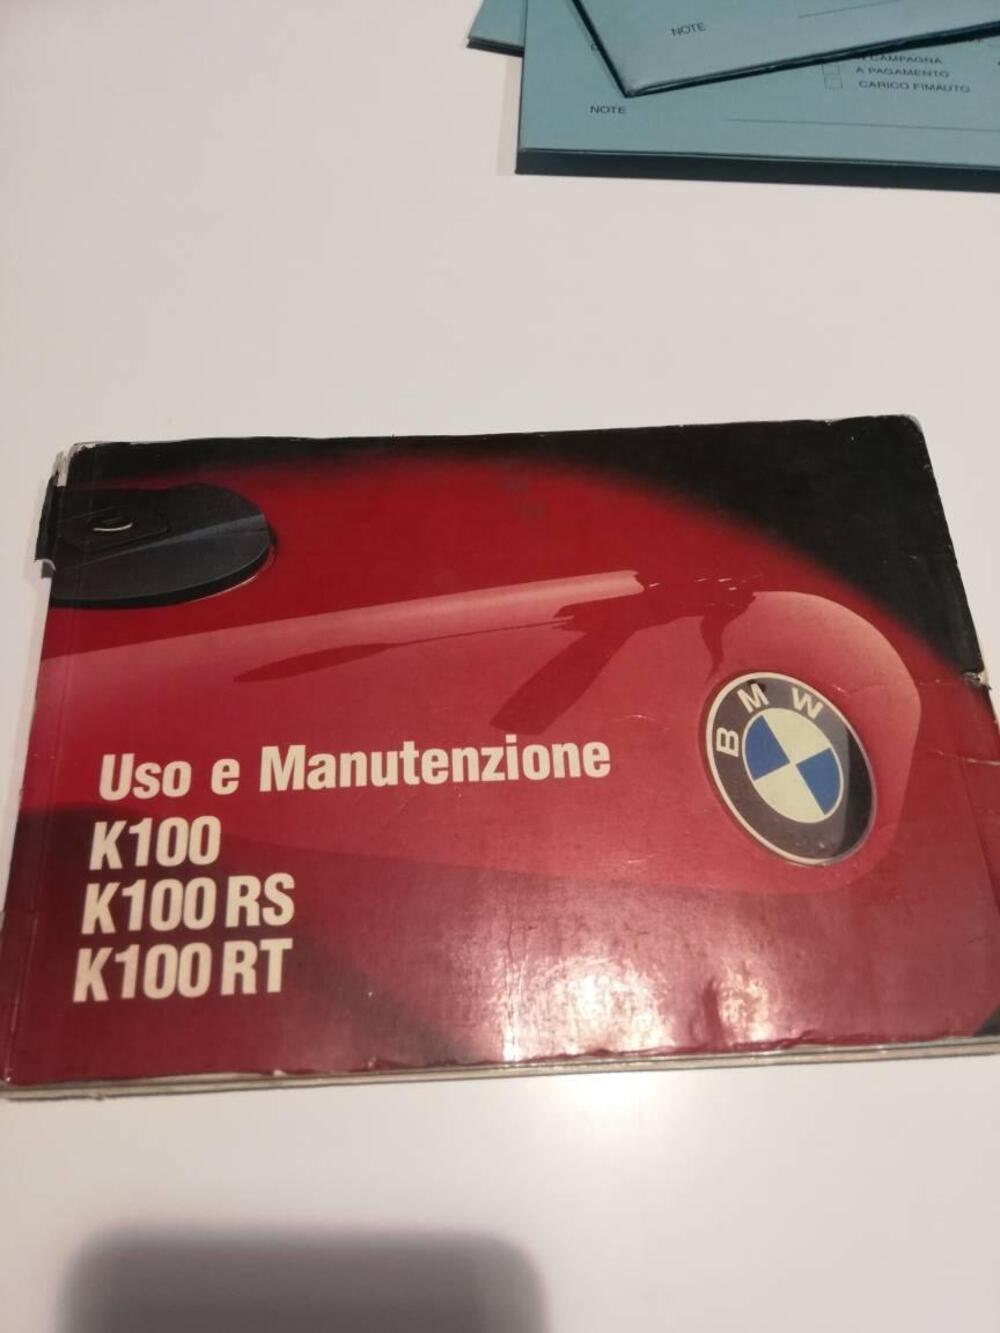 NOTE
CAMPAGNA
A PAGAMENTO
CARICO FIMAUTO
NOTE
BMW
Uso e Manutenzione
K100
K100 RS
K100 RT